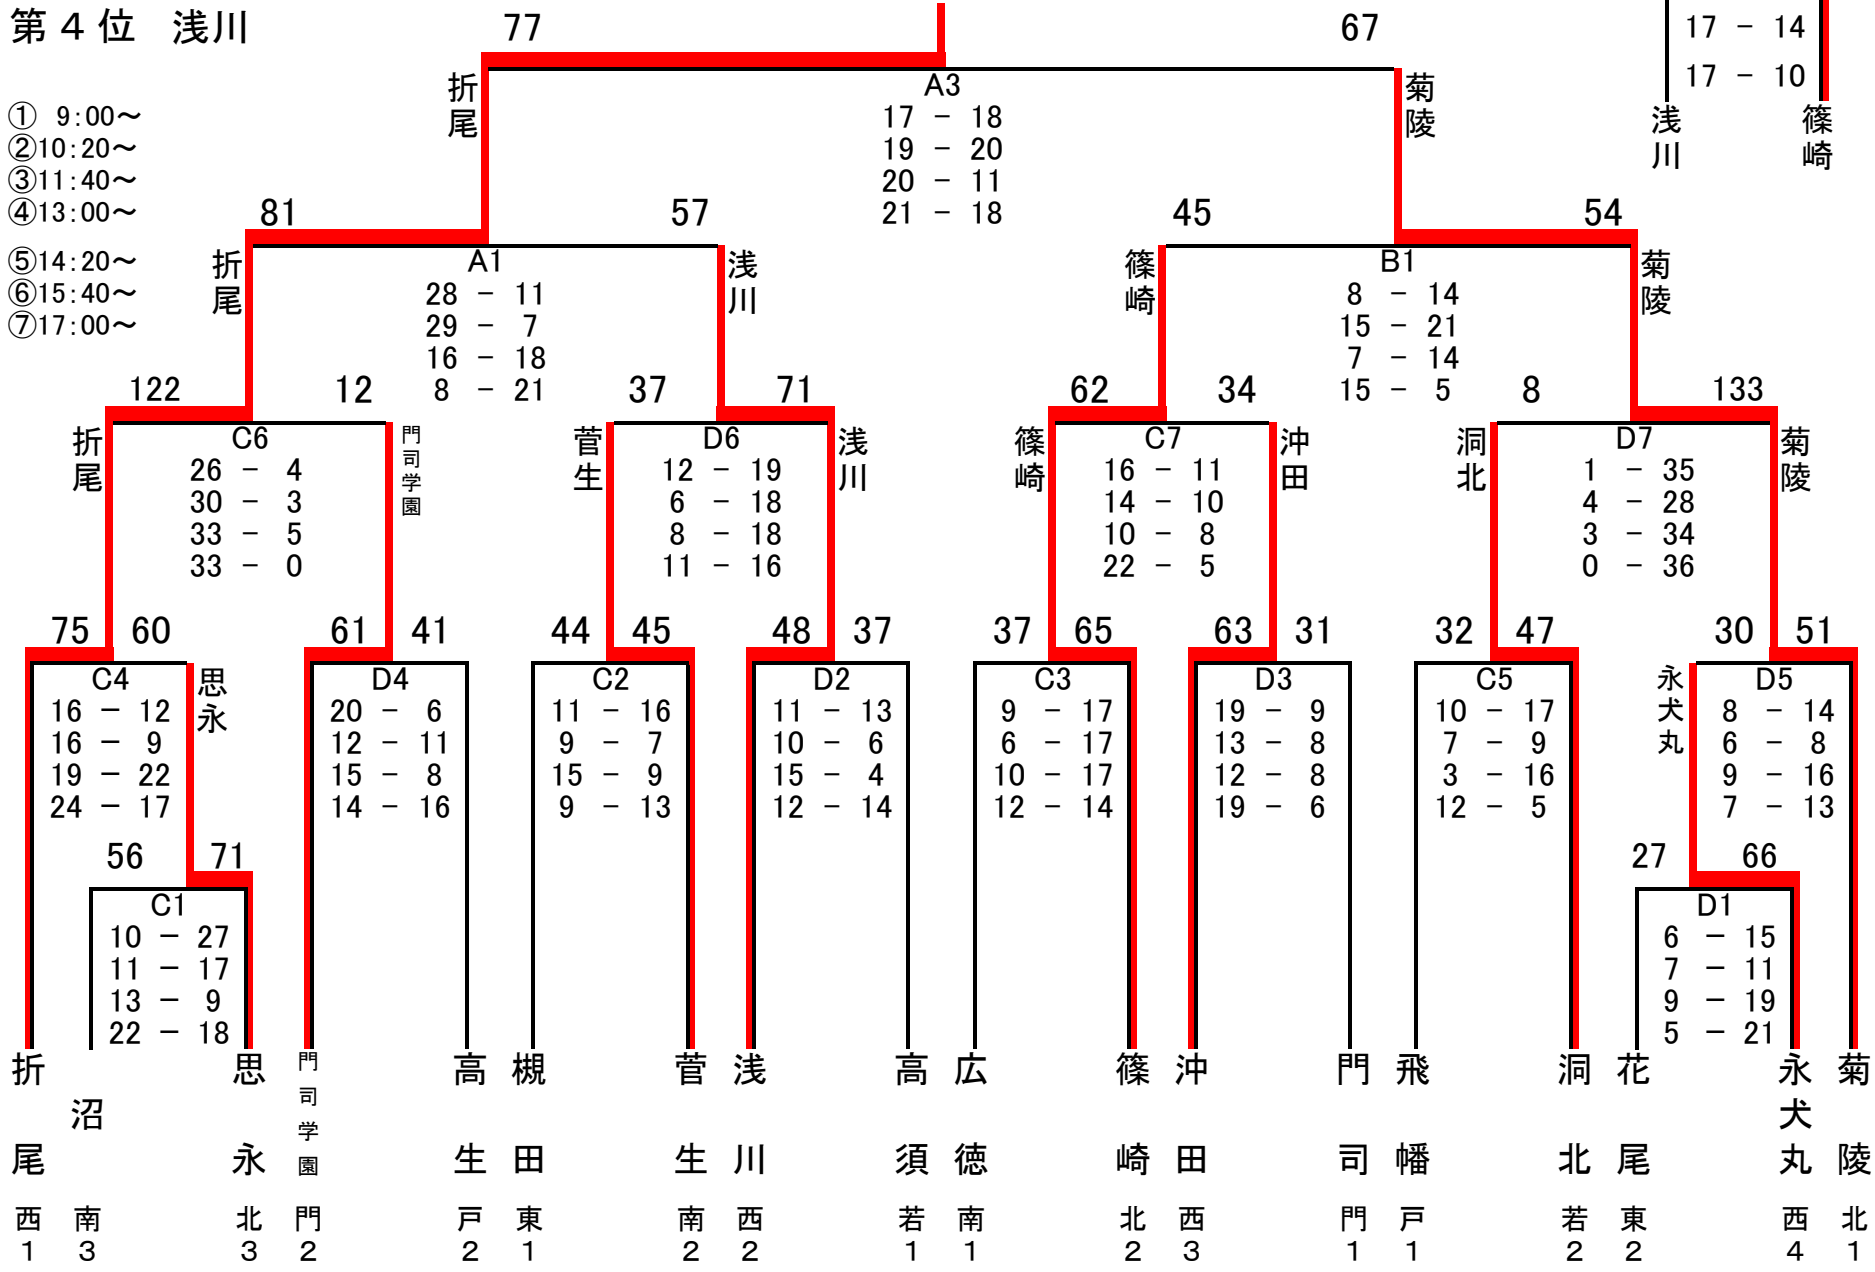 第４位　浅川
77
67
17 － 14
17 － 10
浅川
篠崎
折尾
A3
菊陵
17 － 18
19 － 20
20 － 11
21 － 18
① 9:00～
②10:20～
③11:40～
④13:00～
⑤14:20～
⑥15:40～
⑦17:00～
81
57
45
54
折尾
A1
浅川
28 － 11
29 － 7
16 － 18
8 － 21
篠崎
B1
菊陵
8 － 14
15 － 21
7 － 14
15 － 5
122
12
37
71
62
34
8
133
折尾
C6
門司学園
26 － 4
30 － 3
33 － 5
33 － 0
菅生
D6
浅川
12 － 19
6 － 18
8 － 18
11 － 16
篠崎
C7
沖田
16 － 11
14 － 10
10 － 8
22 － 5
洞北
D7
菊陵
1 － 35
4 － 28
3 － 34
0 － 36
75
60
61
41
44
45
48
37
37
65
63
31
32
47
30
51
C4
思永
16 － 12
16 － 9
19 － 22
24 － 17
D4
20 － 6
12 － 11
15 － 8
14 － 16
C2
11 － 16
9 － 7
15 － 9
9 － 13
D2
11 － 13
10 － 6
15 － 4
12 － 14
C3
9 － 17
6 － 17
10 － 17
12 － 14
D3
19 － 9
13 － 8
12 － 8
19 － 6
C5
10 － 17
7 － 9
3 － 16
12 － 5
永犬丸
D5
8 － 14
6 － 8
9 － 16
7 － 13
56
71
C1
10 － 27
11 － 17
13 － 9
22 － 18
27
66
D1
6 － 15
7 － 11
9 － 19
5 － 21
折尾
西1
沼
南3
思永
北3
門司学園
門2
高生
戸2
槻田
東1
菅生
南2
浅川
西2
高須
若1
広徳
南1
篠崎
北2
沖田
西3
門司
門1
飛幡
戸1
洞北
若2
花尾
東2
永犬丸
西4
菊陵
北1